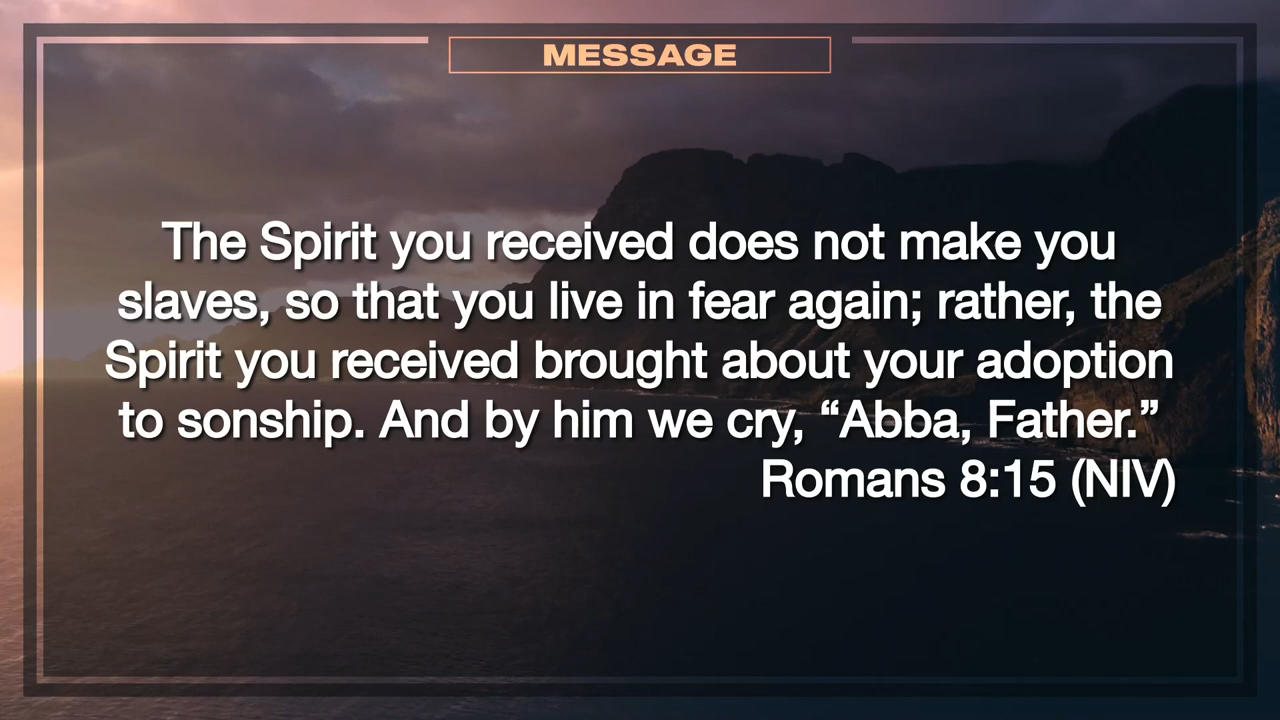 MESSAGE
The Spirit you received does not make you
slaves, so that you live in fear again; rather, the
Spirit you received brought about your adoption
to sonship. And by him we cry, “Abba, Father.”
Romans 8:15 (NIV)